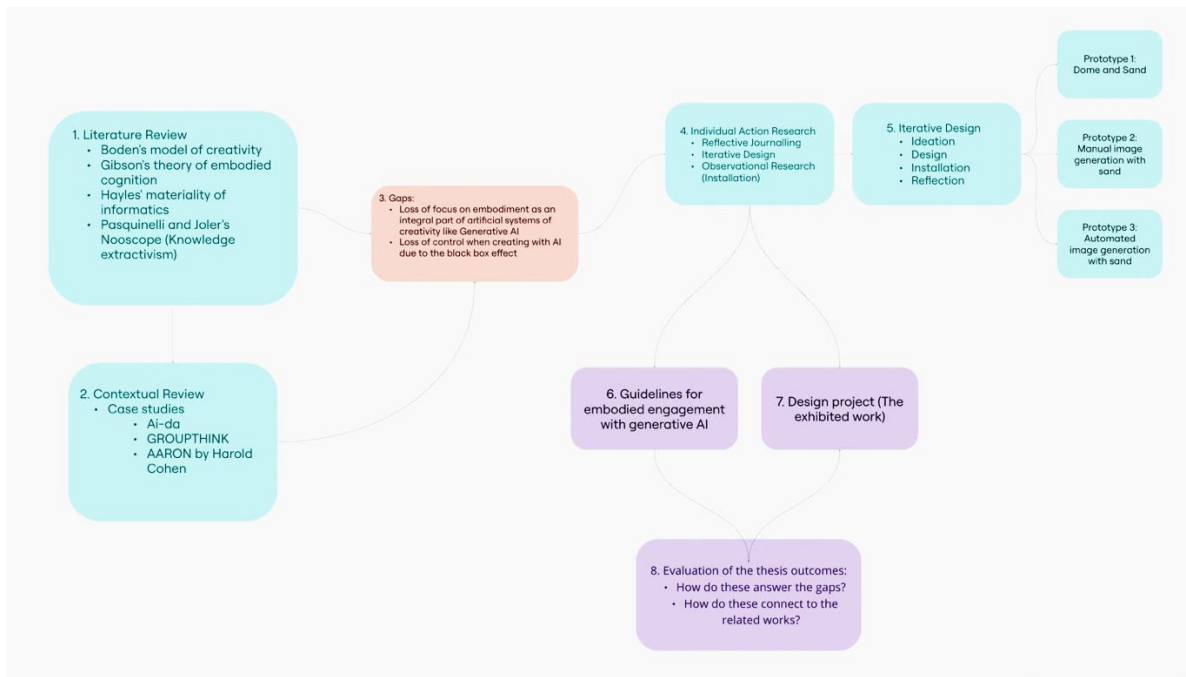 1. Literature Review
• Boden's model of creativity
• Gibson's theory of embodied
cognition
• Hayles' materiality of
informatics
• Pasquinelli and Joler's
Nooscope (Knowledge
extractivism)
2. Contextual Review
• Case studies
• Ai-da
• GROUPTHINK
• AARON by Harold
Cohen
3. Gaps:
• Loss of focus on embodiment as an
integral part of artificial systems of
creativity like Generative AI
• Loss of control when creating with AI
due to the black box effect
4. Individual Action Research
• Reflective Journalling
• Iterative Design
• Observational Research
(Installation)
5. Iterative Design
• Ideation
• Design
• Installation
• Reflection
Prototype 1:
Dome and Sand
Prototype 2:
Manual image
generation with
sand
Prototype 3:
Automated
image generation
with sand
6. Guidelines for
embodied engagement
with generative AI
7. Design project (The
exhibited work)
8. Evaluation of the thesis outcomes:
• How do these answer the gaps?
• How do these connect to the
related works?